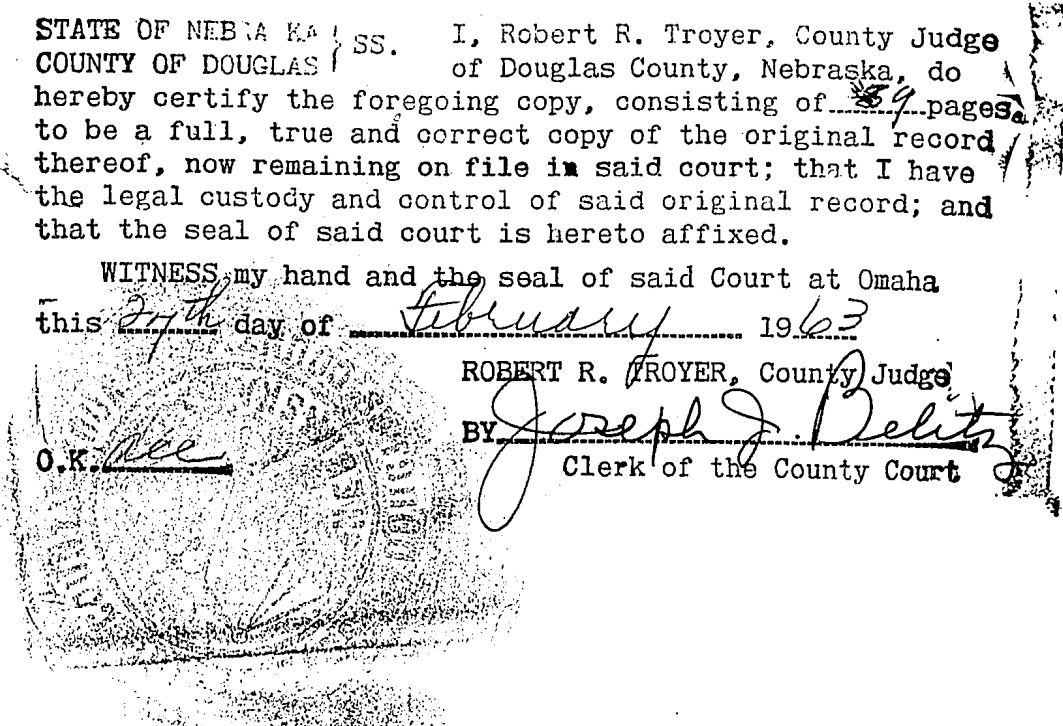 STATE OF NEBRA KA SS. I, Robert R. Troyer, County Judge
COUNTY OF DOUGLAS of Douglas County, Nebraska, do
hereby certify the foregoing copy, consisting of 9 pages,
to be a full, true and correct copy of the original record
thereof, now remaining on file in said court; that I have
the legal custody and control of said original record; and
that the seal of said court is hereto affixed.
WITNESS my hand and the seal of said Court at Omaha
this 27th day of February 1963
ROBERT R. TROYER, County Judge
BY Joseph J. Belitz
O.K.
Clerk of the County Court